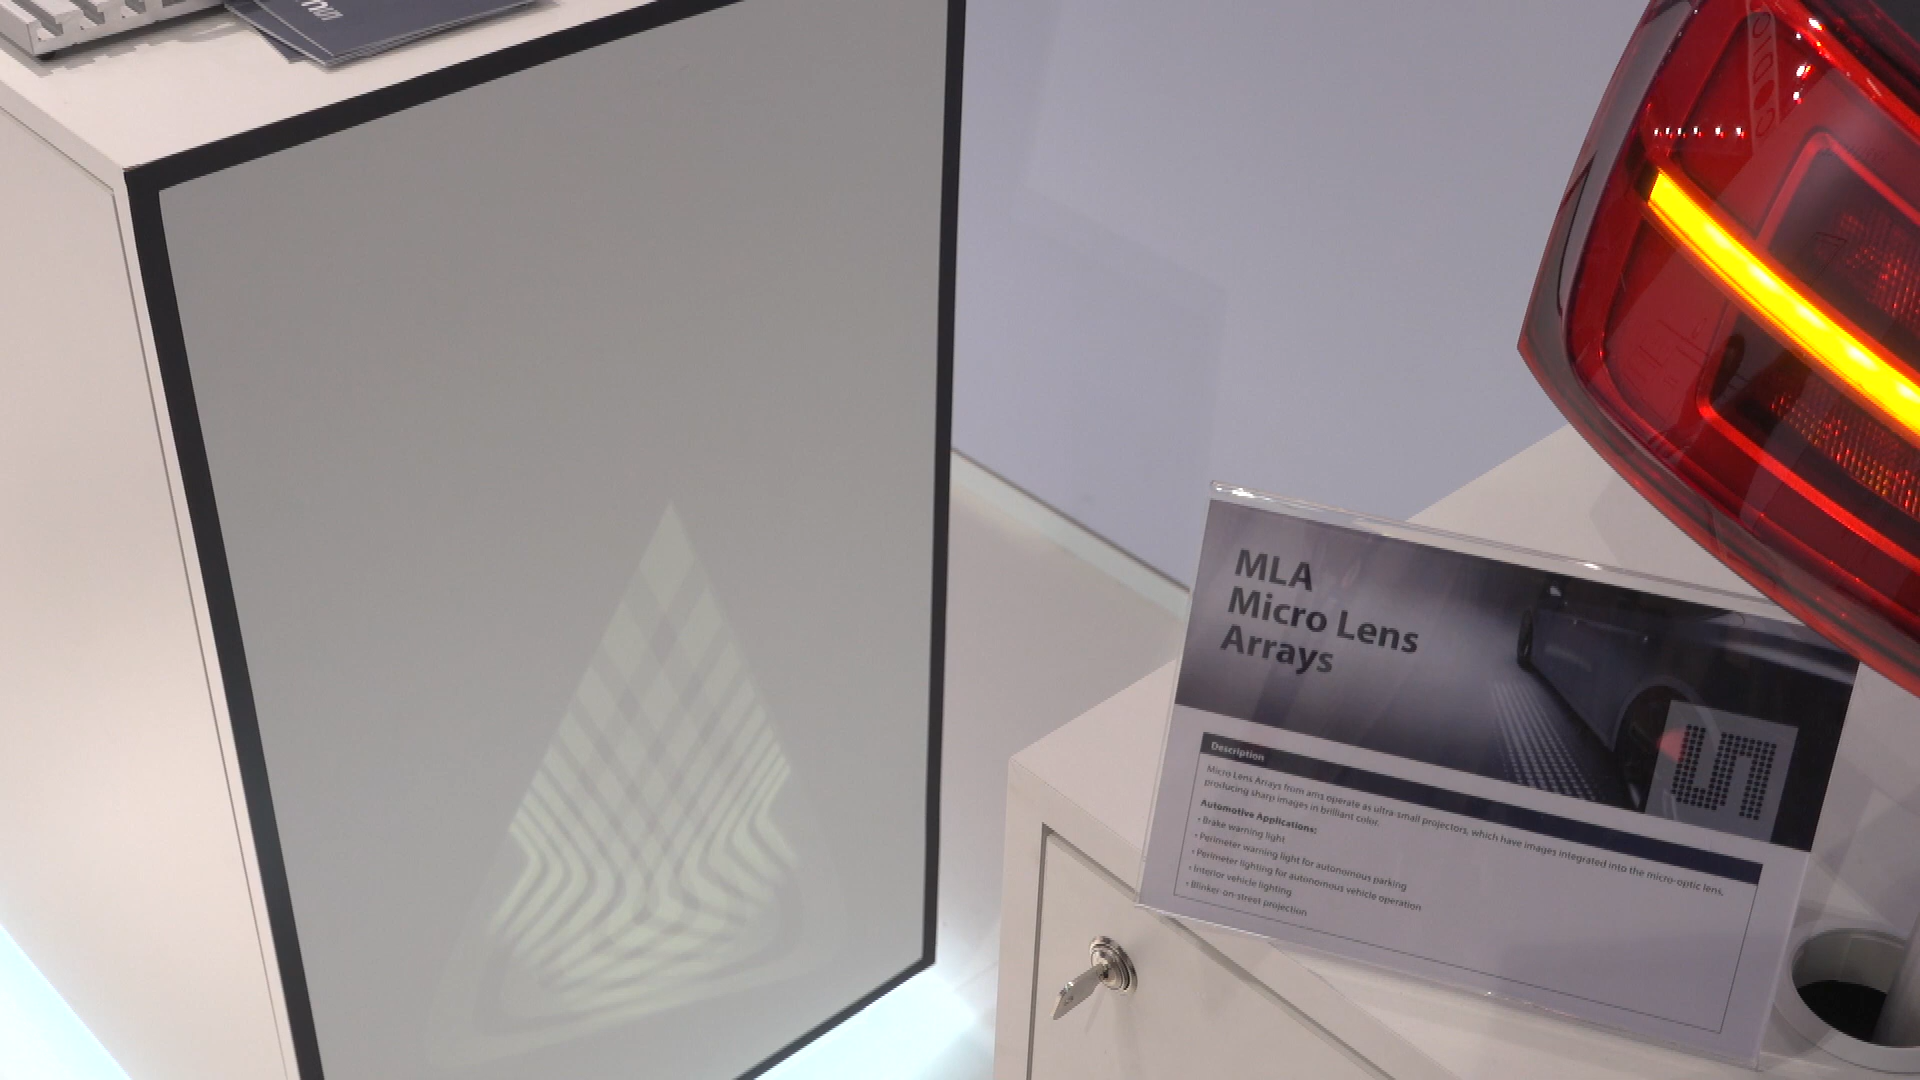 MLA
Micro Lens
Arrays
Description
Micro Lens Arrays from ams operate as ultra-small projectors, which have images integrated into the micro-optic lens,
producing sharp images in brilliant color.
Automotive Applications:
• Brake warning light
• Perimeter warning light for autonomous parking
• Perimeter lighting for autonomous vehicle operation
• Interior vehicle lighting
• Blinker-on-street projection